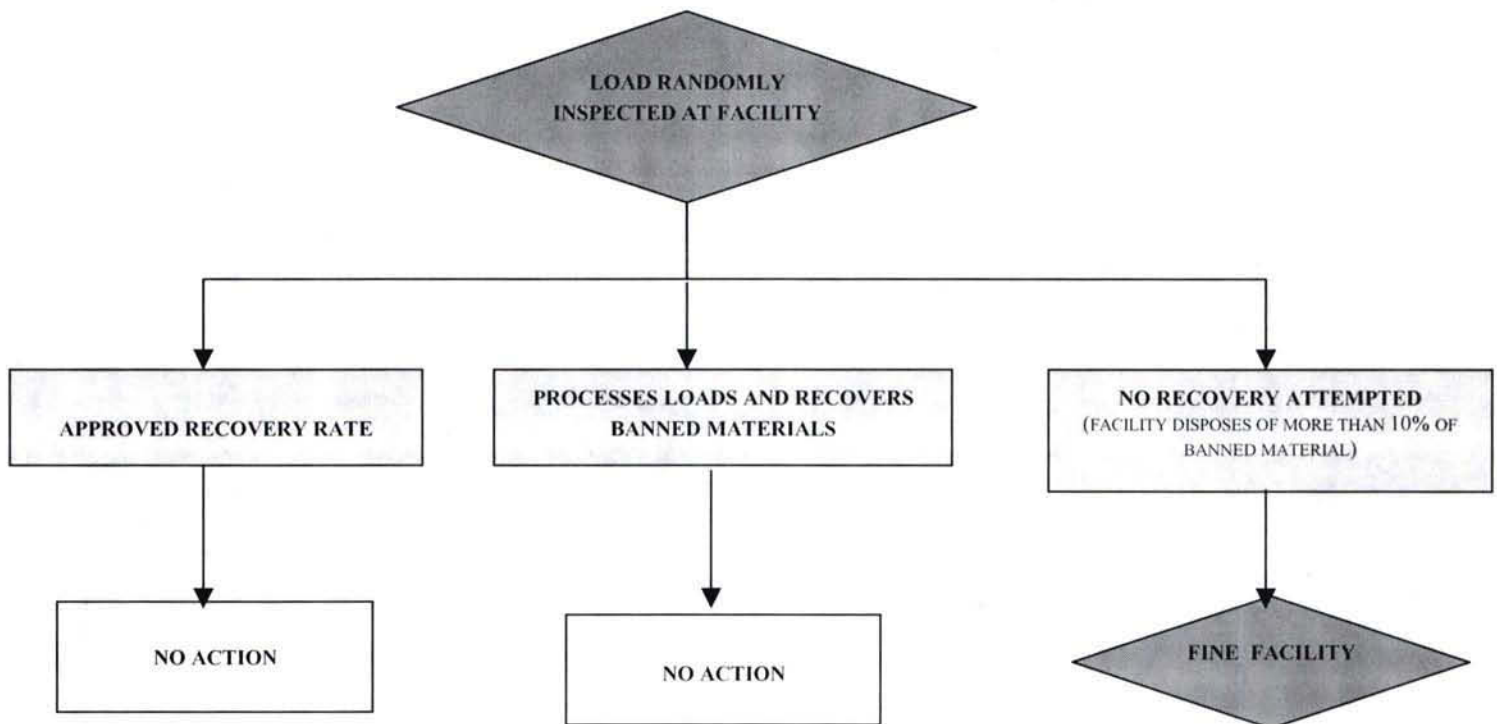 LOAD RANDOMLY
INSPECTED AT FACILITY
APPROVED RECOVERY RATE
PROCESSES LOADS AND RECOVERS
BANNED MATERIALS
NO RECOVERY ATTEMPTED
(FACILITY DISPOSES OF MORE THAN 10% OF
BANNED MATERIAL)
NO ACTION
NO ACTION
FINE FACILITY